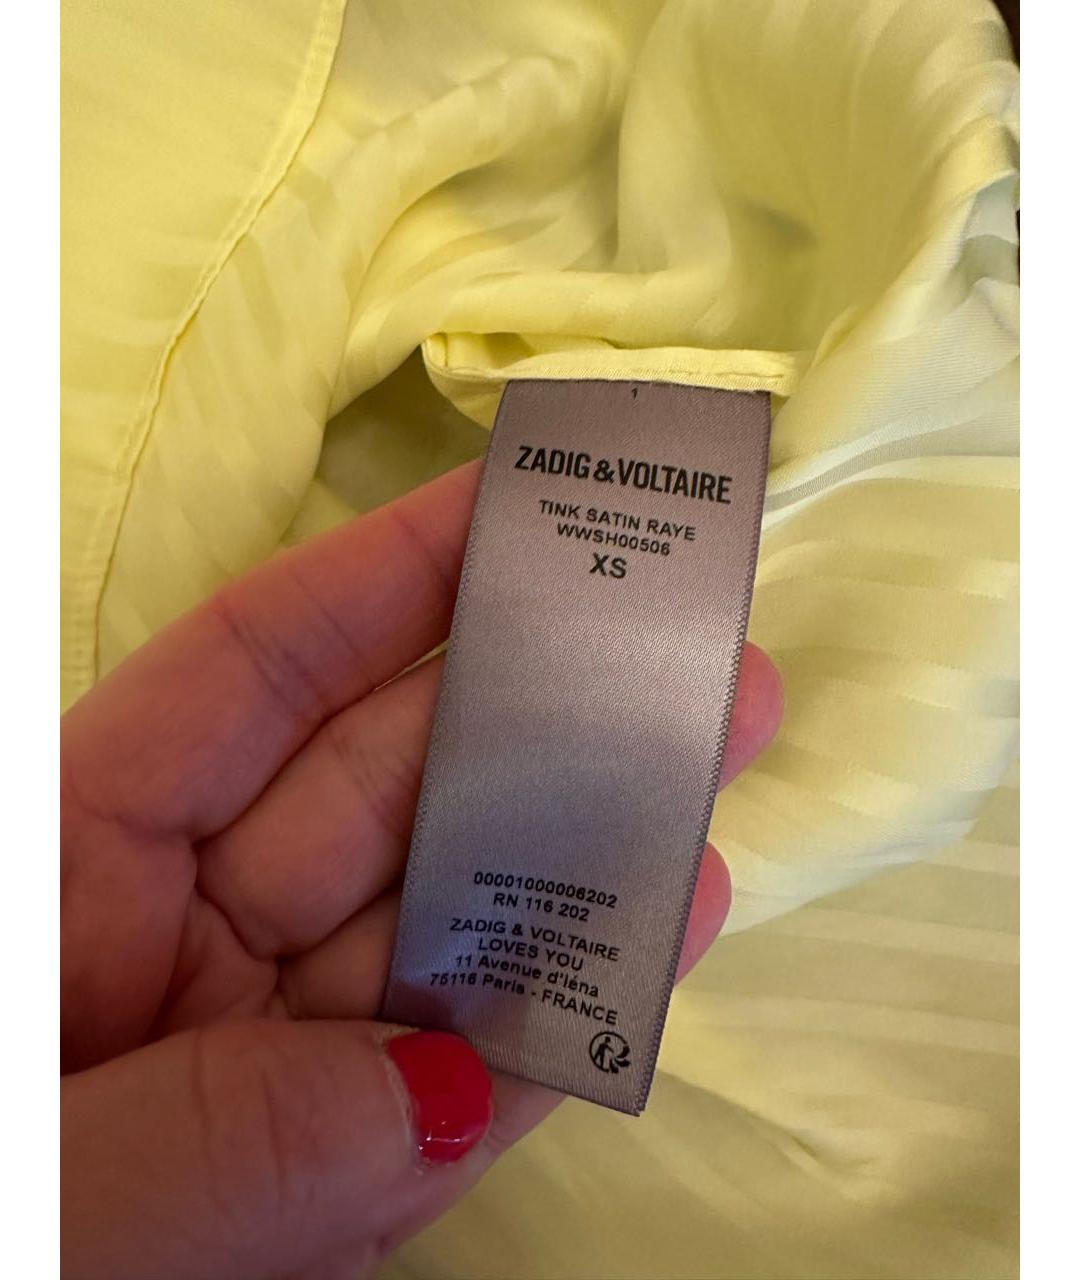 1
ZADIG & VOLTAIRE
TINK SATIN RAYE
WWSH00506
XS
00001000006202
RN 116 202
ZADIG & VOLTAIRE
LOVES YOU
11 Avenue d'Iéna
75116 Paris - FRANCE